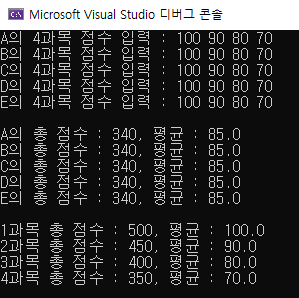 Microsoft Visual Studio 디버그 콘솔
A의 4과목 점수 입력 : 100 90 80 70
B의 4과목 점수 입력 : 100 90 80 70
C의 4과목 점수 입력 : 100 90 80 70
D의 4과목 점수 입력 : 100 90 80 70
E의 4과목 점수 입력 : 100 90 80 70
A의 총 점수 : 340, 평균 : 85.0
B의 총 점수 : 340, 평균 : 85.0
C의 총 점수 : 340, 평균 : 85.0
D의 총 점수 : 340, 평균 : 85.0
E의 총 점수 : 340, 평균 : 85.0
1과목 총 점수 : 500, 평균 : 100.0
2과목 총 점수 : 450, 평균 : 90.0
3과목 총 점수 : 400, 평균 : 80.0
4과목 총 점수 : 350, 평균 : 70.0